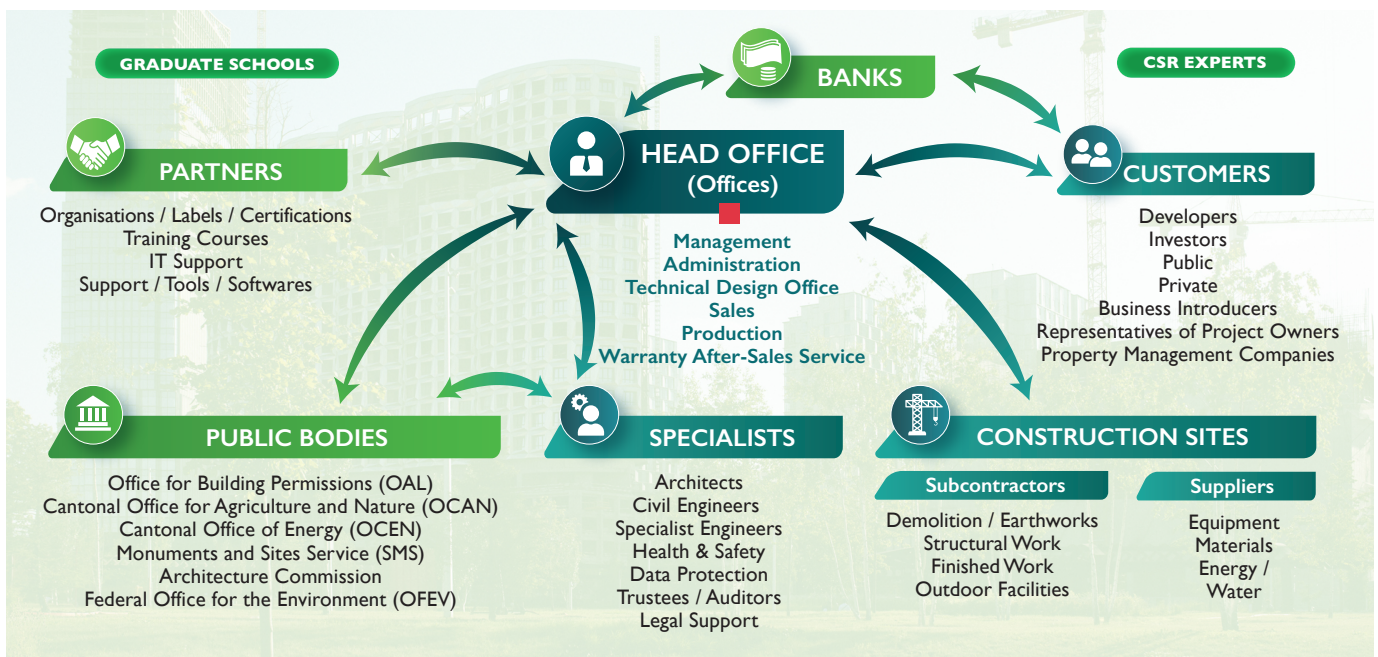 GRADUATE SCHOOLS
BANKS
CSR EXPERTS
PARTNERS
Organisations / Labels / Certifications
Training Courses
IT Support
Support / Tools / Softwares
HEAD OFFICE
(Offices)
Management
Administration
Technical Design Office
Sales
Production
Warranty After-Sales Service
CUSTOMERS
Developers
Investors
Public
Private
Business Introducers
Representatives of Project Owners
Property Management Companies
PUBLIC BODIES
Office for Building Permissions (OAL)
Cantonal Office for Agriculture and Nature (OCAN)
Cantonal Office of Energy (OCEN)
Monuments and Sites Service (SMS)
Architecture Commission
Federal Office for the Environment (OFEV)
SPECIALISTS
Architects
Civil Engineers
Specialist Engineers
Health & Safety
Data Protection
Trustees / Auditors
Legal Support
CONSTRUCTION SITES
Subcontractors
Demolition / Earthworks
Structural Work
Finished Work
Outdoor Facilities
Suppliers
Equipment
Materials
Energy /
Water